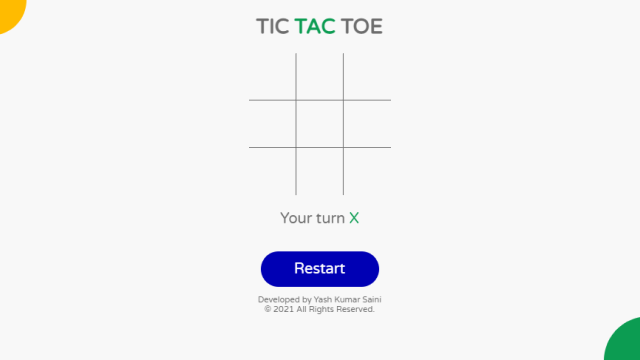 TIC TAC TOE
Your turn X
Restart
Developed by Yash Kumar Saini
© 2021 All Rights Reserved.